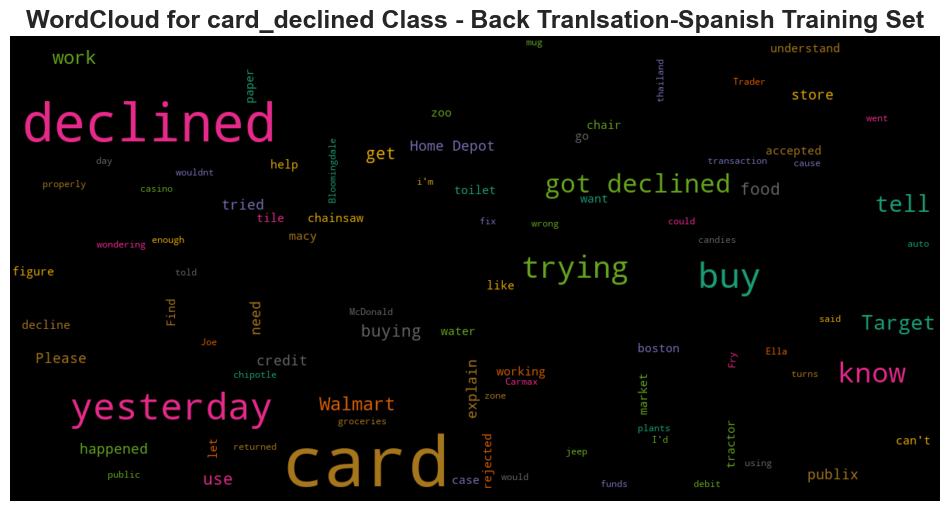 WordCloud for card_declined Class - Back Tranlsation-Spanish Training Set
mug
work
understand
paper
thailand
Trader
store
declined
zoo
went
chair
go
Home Depot
get
accepted
day
Bloomingdale
help
transaction
cause
wouldnt
properly
casino
i'm
toilet
got declined
want
food
tried
tell
tile
chainsaw
fix
wrong
could
macy
wondering
enough
candies
auto
figure
told
trying
buy
like
Find
need
McDonald
said
decline
buying
water
Target
Joe
boston
Fry
Ella
Please
credit
explain
working
chipotle
Carmax
turns
know
zone
market
yesterday
Walmart
groceries
plants
I'd
tractor
can't
happened
let
returned
card
rejected
jeep
using
public
use
case
would
funds
debit
publix